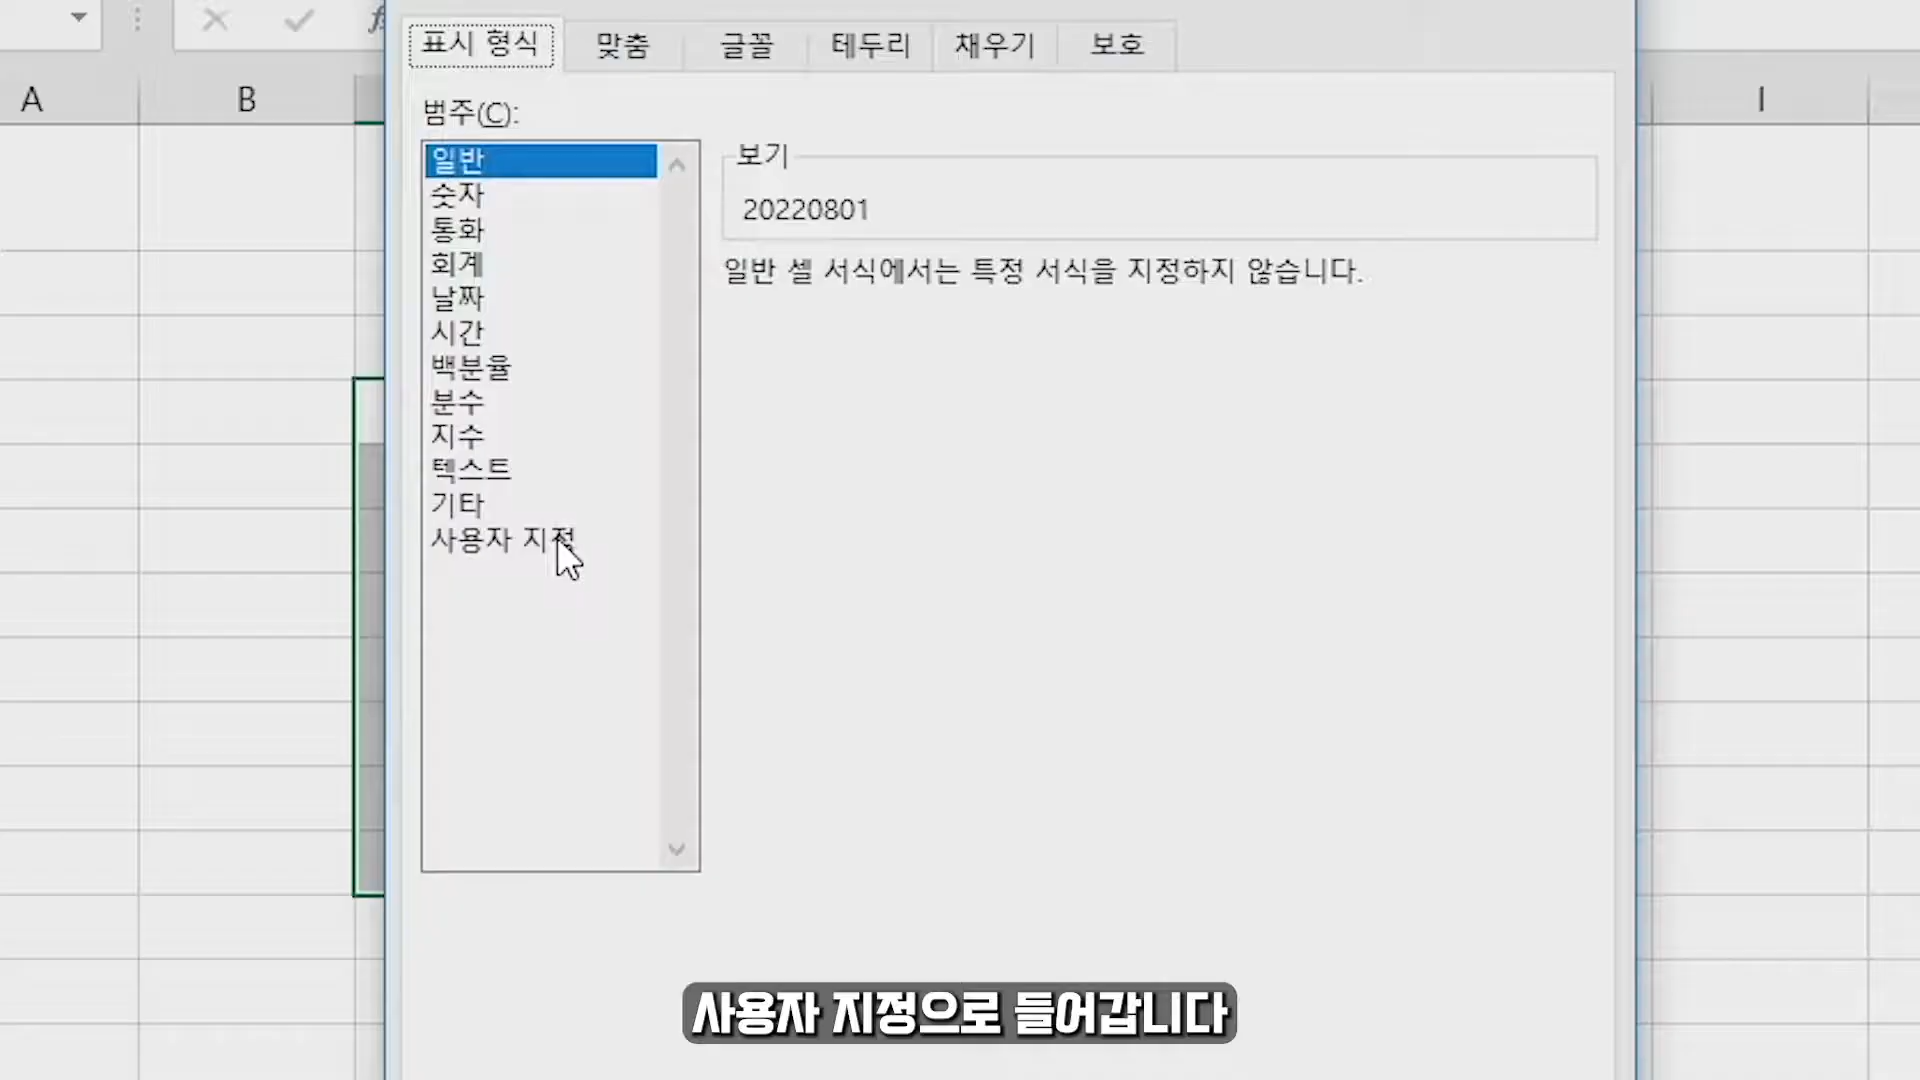 표시 형식 맞춤 글꼴 테두리 채우기 보호
A B I
범주(C):
일반
숫자
통화
회계
날짜
시간
백분율
분수
지수
텍스트
기타
사용자 지정
보기
20220801
일반 셀 서식에서는 특정 서식을 지정하지 않습니다.
사용자 지정으로 들어갑니다